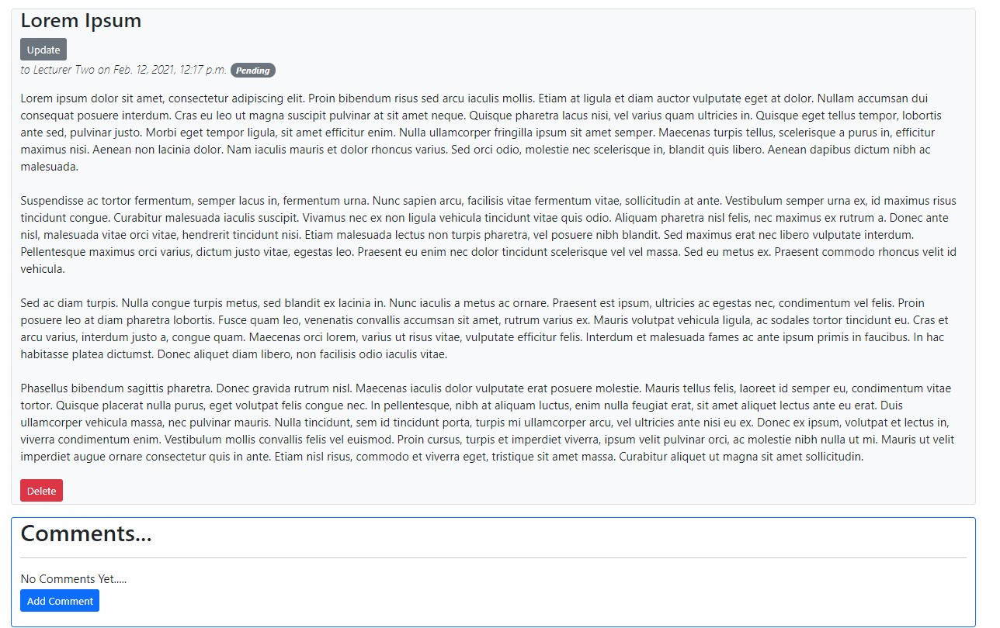 Lorem Ipsum
Update
to Lecturer Two on Feb. 12, 2021, 12:17 p.m. Pending
Lorem ipsum dolor sit amet, consectetur adipiscing elit. Proin bibendum risus sed arcu iaculis mollis. Etiam at ligula et diam auctor vulputate eget at dolor. Nullam accumsan dui
consequat posuere interdum. Cras eu leo ut magna suscipit pulvinar at sit amet neque. Quisque pharetra lacus nisi, vel varius quam ultricies in. Quisque eget tellus tempor, lobortis
ante sed, pulvinar justo. Morbi eget tempor ligula, sit amet efficitur enim. Nulla ullamcorper fringilla ipsum sit amet semper. Maecenas turpis tellus, scelerisque a purus in, efficitur
maximus nisi. Aenean non lacinia dolor. Nam iaculis mauris et dolor rhoncus varius. Sed orci odio, molestie nec scelerisque in, blandit quis libero. Aenean dapibus dictum nibh ac
malesuada.
Suspendisse ac tortor fermentum, semper lacus in, fermentum urna. Nunc sapien arcu, facilisis vitae fermentum vitae, sollicitudin at ante. Vestibulum semper urna ex, id maximus risus
tincidunt congue. Curabitur malesuada iaculis suscipit. Vivamus nec ex non ligula vehicula tincidunt vitae quis odio. Aliquam pharetra nisl felis, nec maximus ex rutrum a. Donec ante
nisl, malesuada vitae orci vitae, hendrerit tincidunt nisi. Etiam malesuada lectus non turpis pharetra, vel posuere nibh blandit. Sed maximus erat nec libero vulputate interdum.
Pellentesque maximus orci varius, dictum justo vitae, egestas leo. Praesent eu enim nec dolor tincidunt scelerisque vel vel massa. Sed eu metus ex. Praesent commodo rhoncus velit id
vehicula.
Sed ac diam turpis. Nulla congue turpis metus, sed blandit ex lacinia in. Nunc iaculis a metus ac ornare. Praesent est ipsum, ultricies ac egestas nec, condimentum vel felis. Proin
posuere leo at diam pharetra lobortis. Fusce quam leo, venenatis convallis accumsan sit amet, rutrum varius ex. Mauris volutpat vehicula ligula, ac sodales tortor tincidunt eu. Cras et
arcu varius, interdum justo a, congue quam. Maecenas orci lorem, varius ut risus vitae, vulputate efficitur felis. Interdum et malesuada fames ac ante ipsum primis in faucibus. In hac
habitasse platea dictumst. Donec aliquet diam libero, non facilisis odio iaculis vitae.
Phasellus bibendum sagittis pharetra. Donec gravida rutrum nisl. Maecenas iaculis dolor vulputate erat posuere molestie. Mauris tellus felis, laoreet id semper eu, condimentum vitae
tortor. Quisque placerat nulla purus, eget volutpat felis congue nec. In pellentesque, nibh at aliquam luctus, enim nulla feugiat erat, sit amet aliquet lectus ante eu erat. Duis
ullamcorper vehicula massa, nec pulvinar mauris. Nulla tincidunt, sem id tincidunt porta, turpis mi ullamcorper arcu, vel ultricies ante nisi eu ex. Donec ex ipsum, volutpat et lectus in,
viverra condimentum enim. Vestibulum mollis convallis felis vel euismod. Proin cursus, turpis et imperdiet viverra, ipsum velit pulvinar orci, ac molestie nibh nulla ut mi. Mauris ut velit
imperdiet augue ornare consectetur quis in ante. Etiam nisl risus, commodo et viverra eget, tristique sit amet massa. Curabitur aliquet ut magna sit amet sollicitudin.
Delete
Comments...
No Comments Yet.....
Add Comment